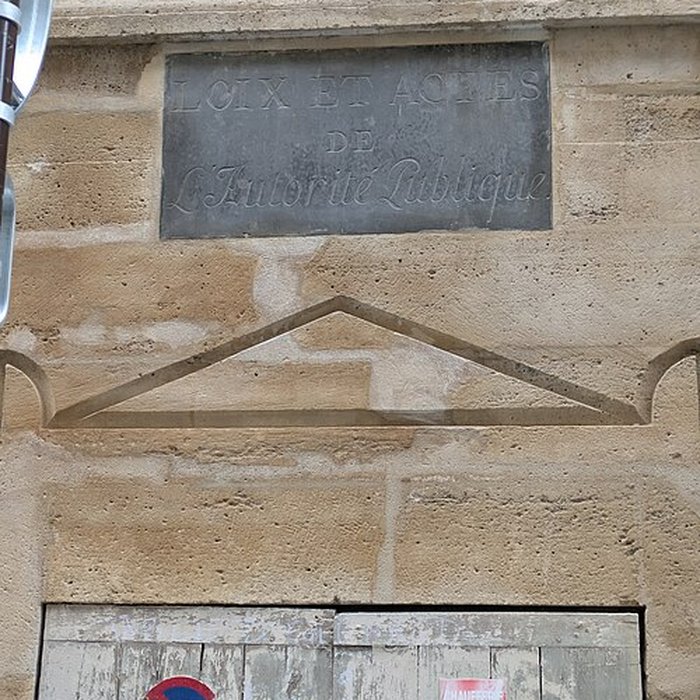 LOIX ET ACTES
DE
L'Autorité Publique.